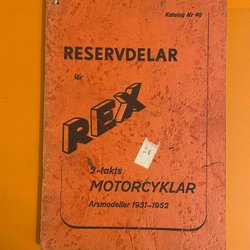 Katalog Nr 40
RESERVDELAR
för
REX
2-takts
MOTORCYKLAR
Årsmodeller 1931-1952